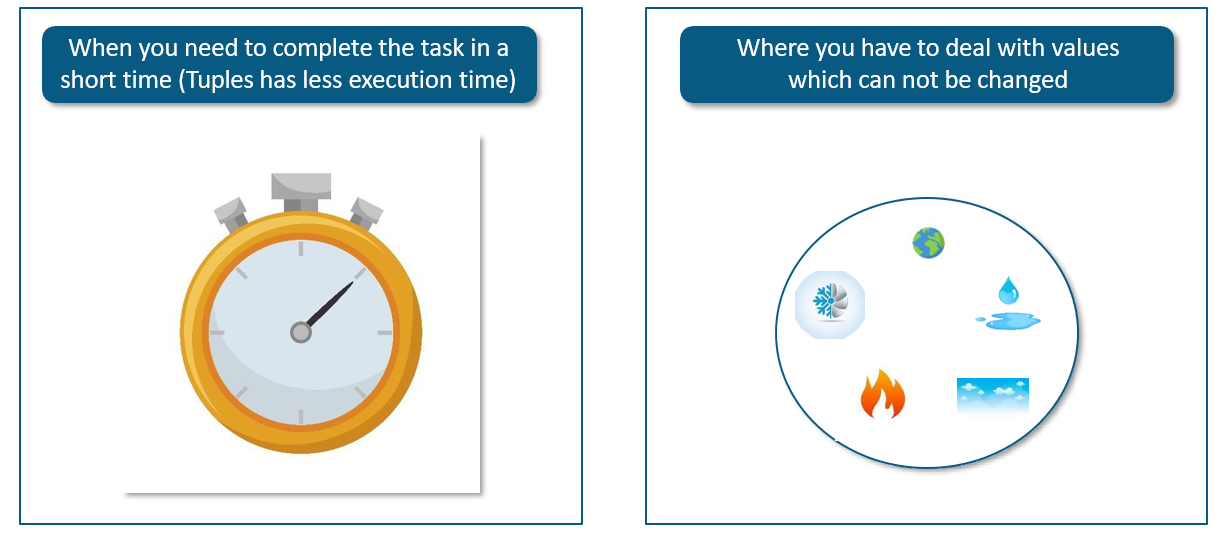 When you need to complete the task in a
short time (Tuples has less execution time)
Where you have to deal with values
which can not be changed